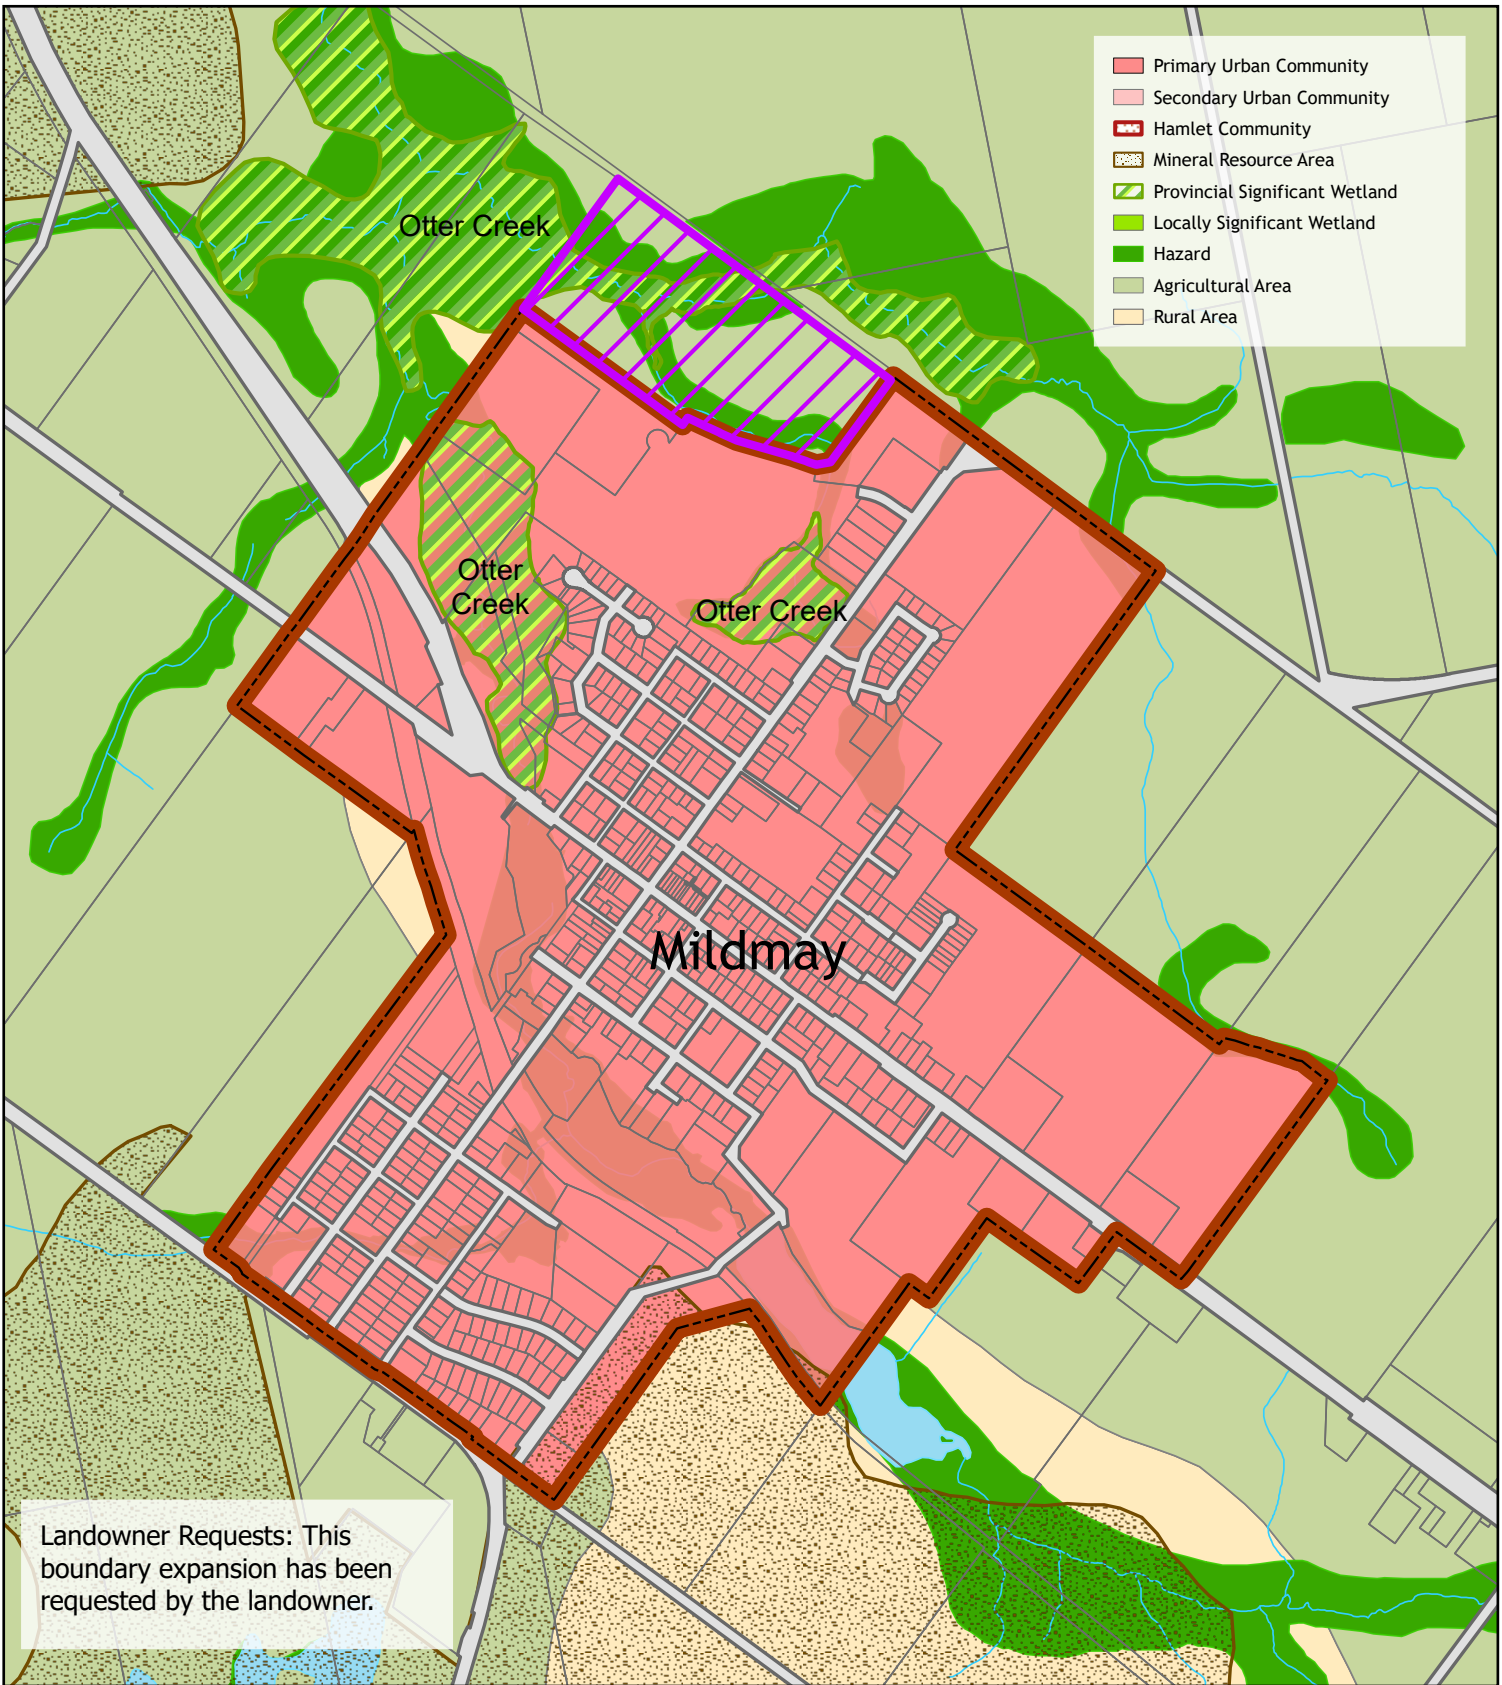 Primary Urban Community
Secondary Urban Community
Hamlet Community
Mineral Resource Area
Provincial Significant Wetland
Locally Significant Wetland
Hazard
Agricultural Area
Rural Area
Otter Creek
Otter
Creek
Otter Creek
Mildmay
Landowner Requests: This
boundary expansion has been
requested by the landowner.